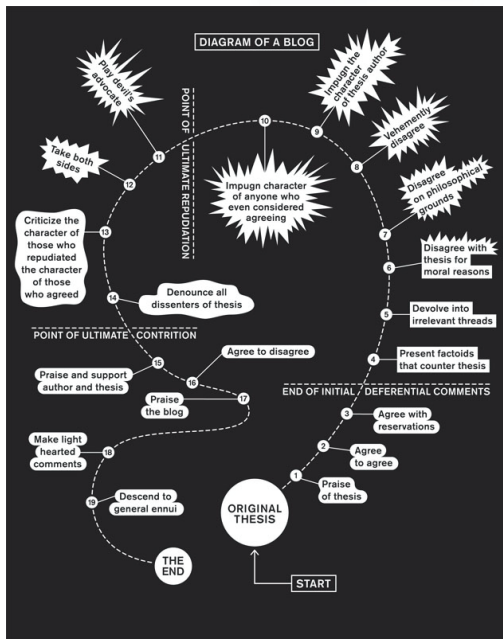 DIAGRAM OF A BLOG
START
ORIGINAL
THESIS
1
Praise
of thesis
2
Agree
to agree
3
Agree with
reservations
END OF INITIAL DEFERENTIAL COMMENTS
4
Present factoids
that counter thesis
5
Devolve into
irrelevant threads
6
Disagree with
thesis for
moral reasons
7
Disagree
on philosophical
grounds
8
Vehemently
disagree
9
Impugn the
character
of thesis author
10
Impugn character
of anyone who
even considered
agreeing
POINT OF ULTIMATE REPUDIATION
11
Play devil's
advocate
12
Take both
sides
13
Criticize the
character of
those who
repudiated
the character
of those
who agreed
14
Denounce all
dissenters of thesis
POINT OF ULTIMATE CONTRITION
15
Praise and support
author and thesis
16
Agree to disagree
17
Praise
the blog
18
Make light
hearted
comments
19
Descend to
general ennui
THE
END